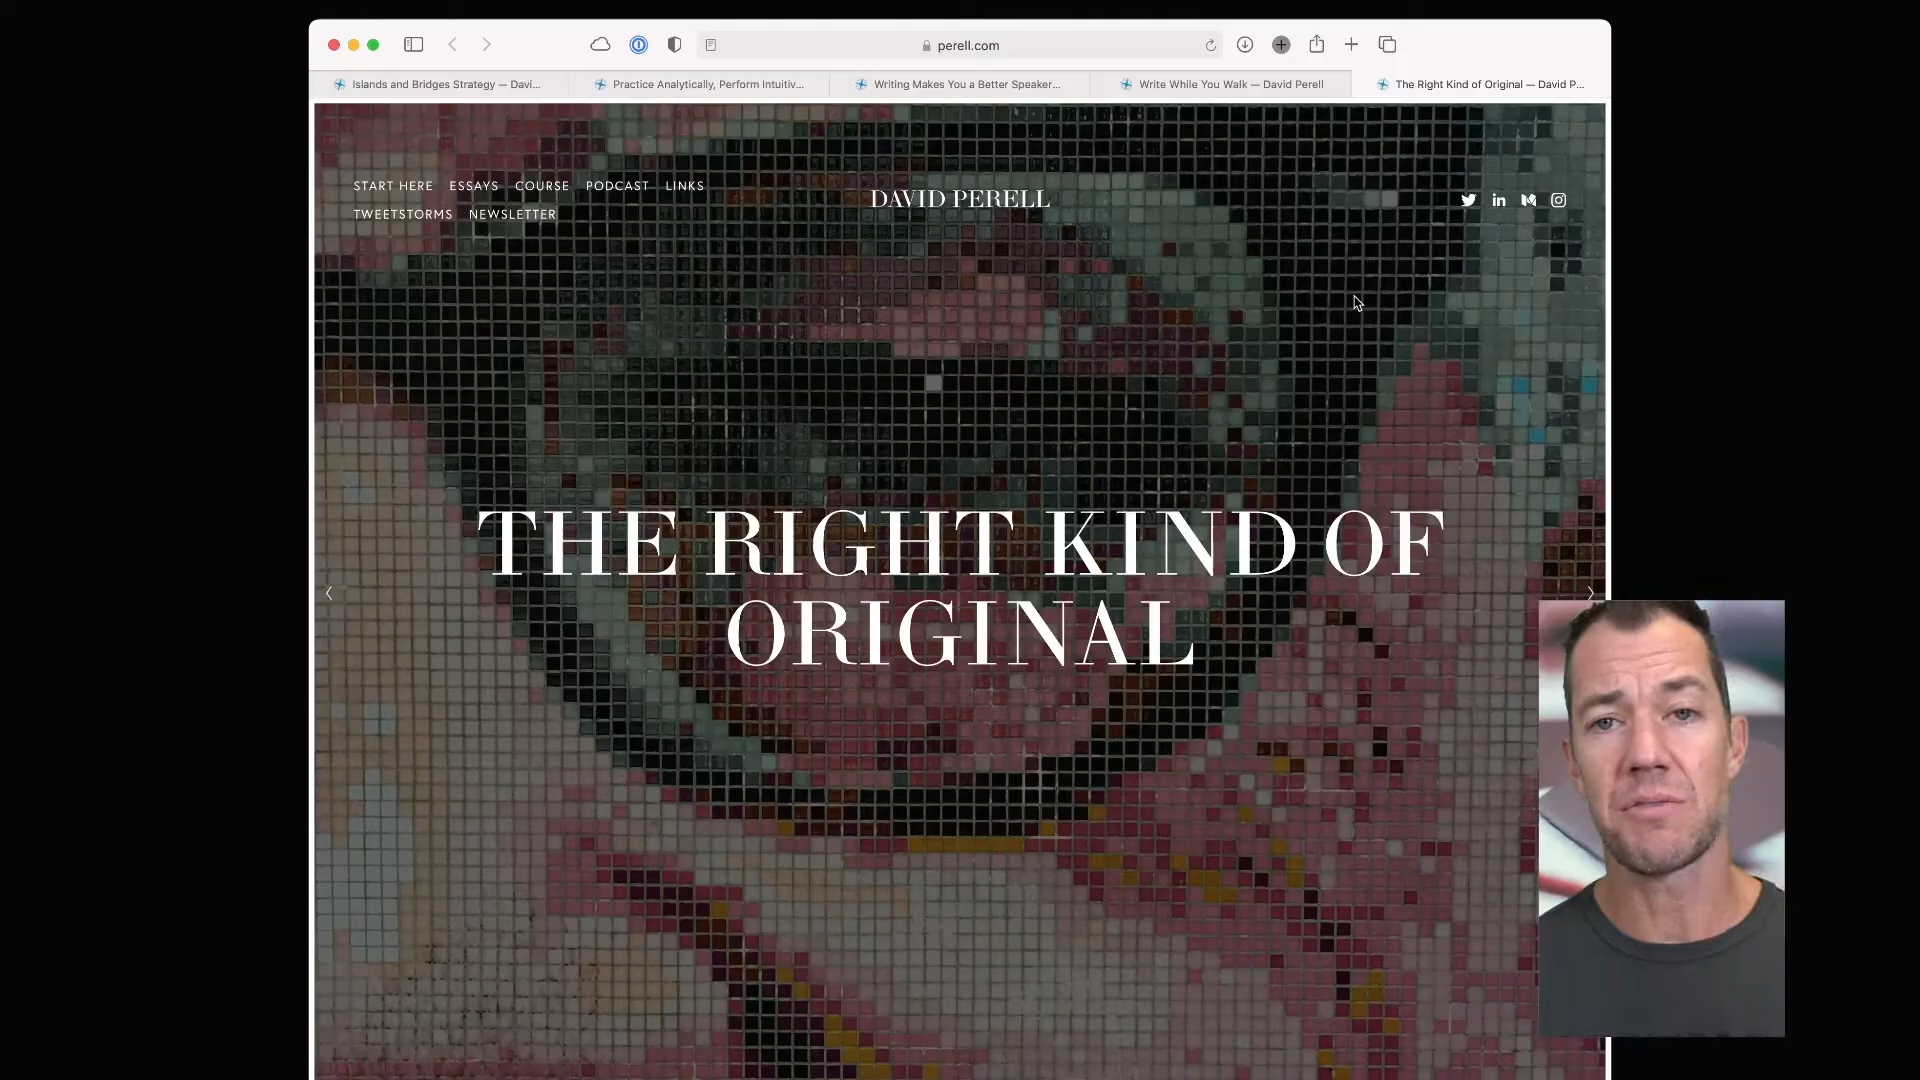 perell.com
Islands and Bridges Strategy — Davi...
Practice Analytically, Perform Intuitiv...
Writing Makes You a Better Speaker...
Write While You Walk — David Perell
The Right Kind of Original — David P...
START HERE ESSAYS COURSE PODCAST LINKS
TWEETSTORMS NEWSLETTER
DAVID PERELL
THE RIGHT KIND OF
ORIGINAL